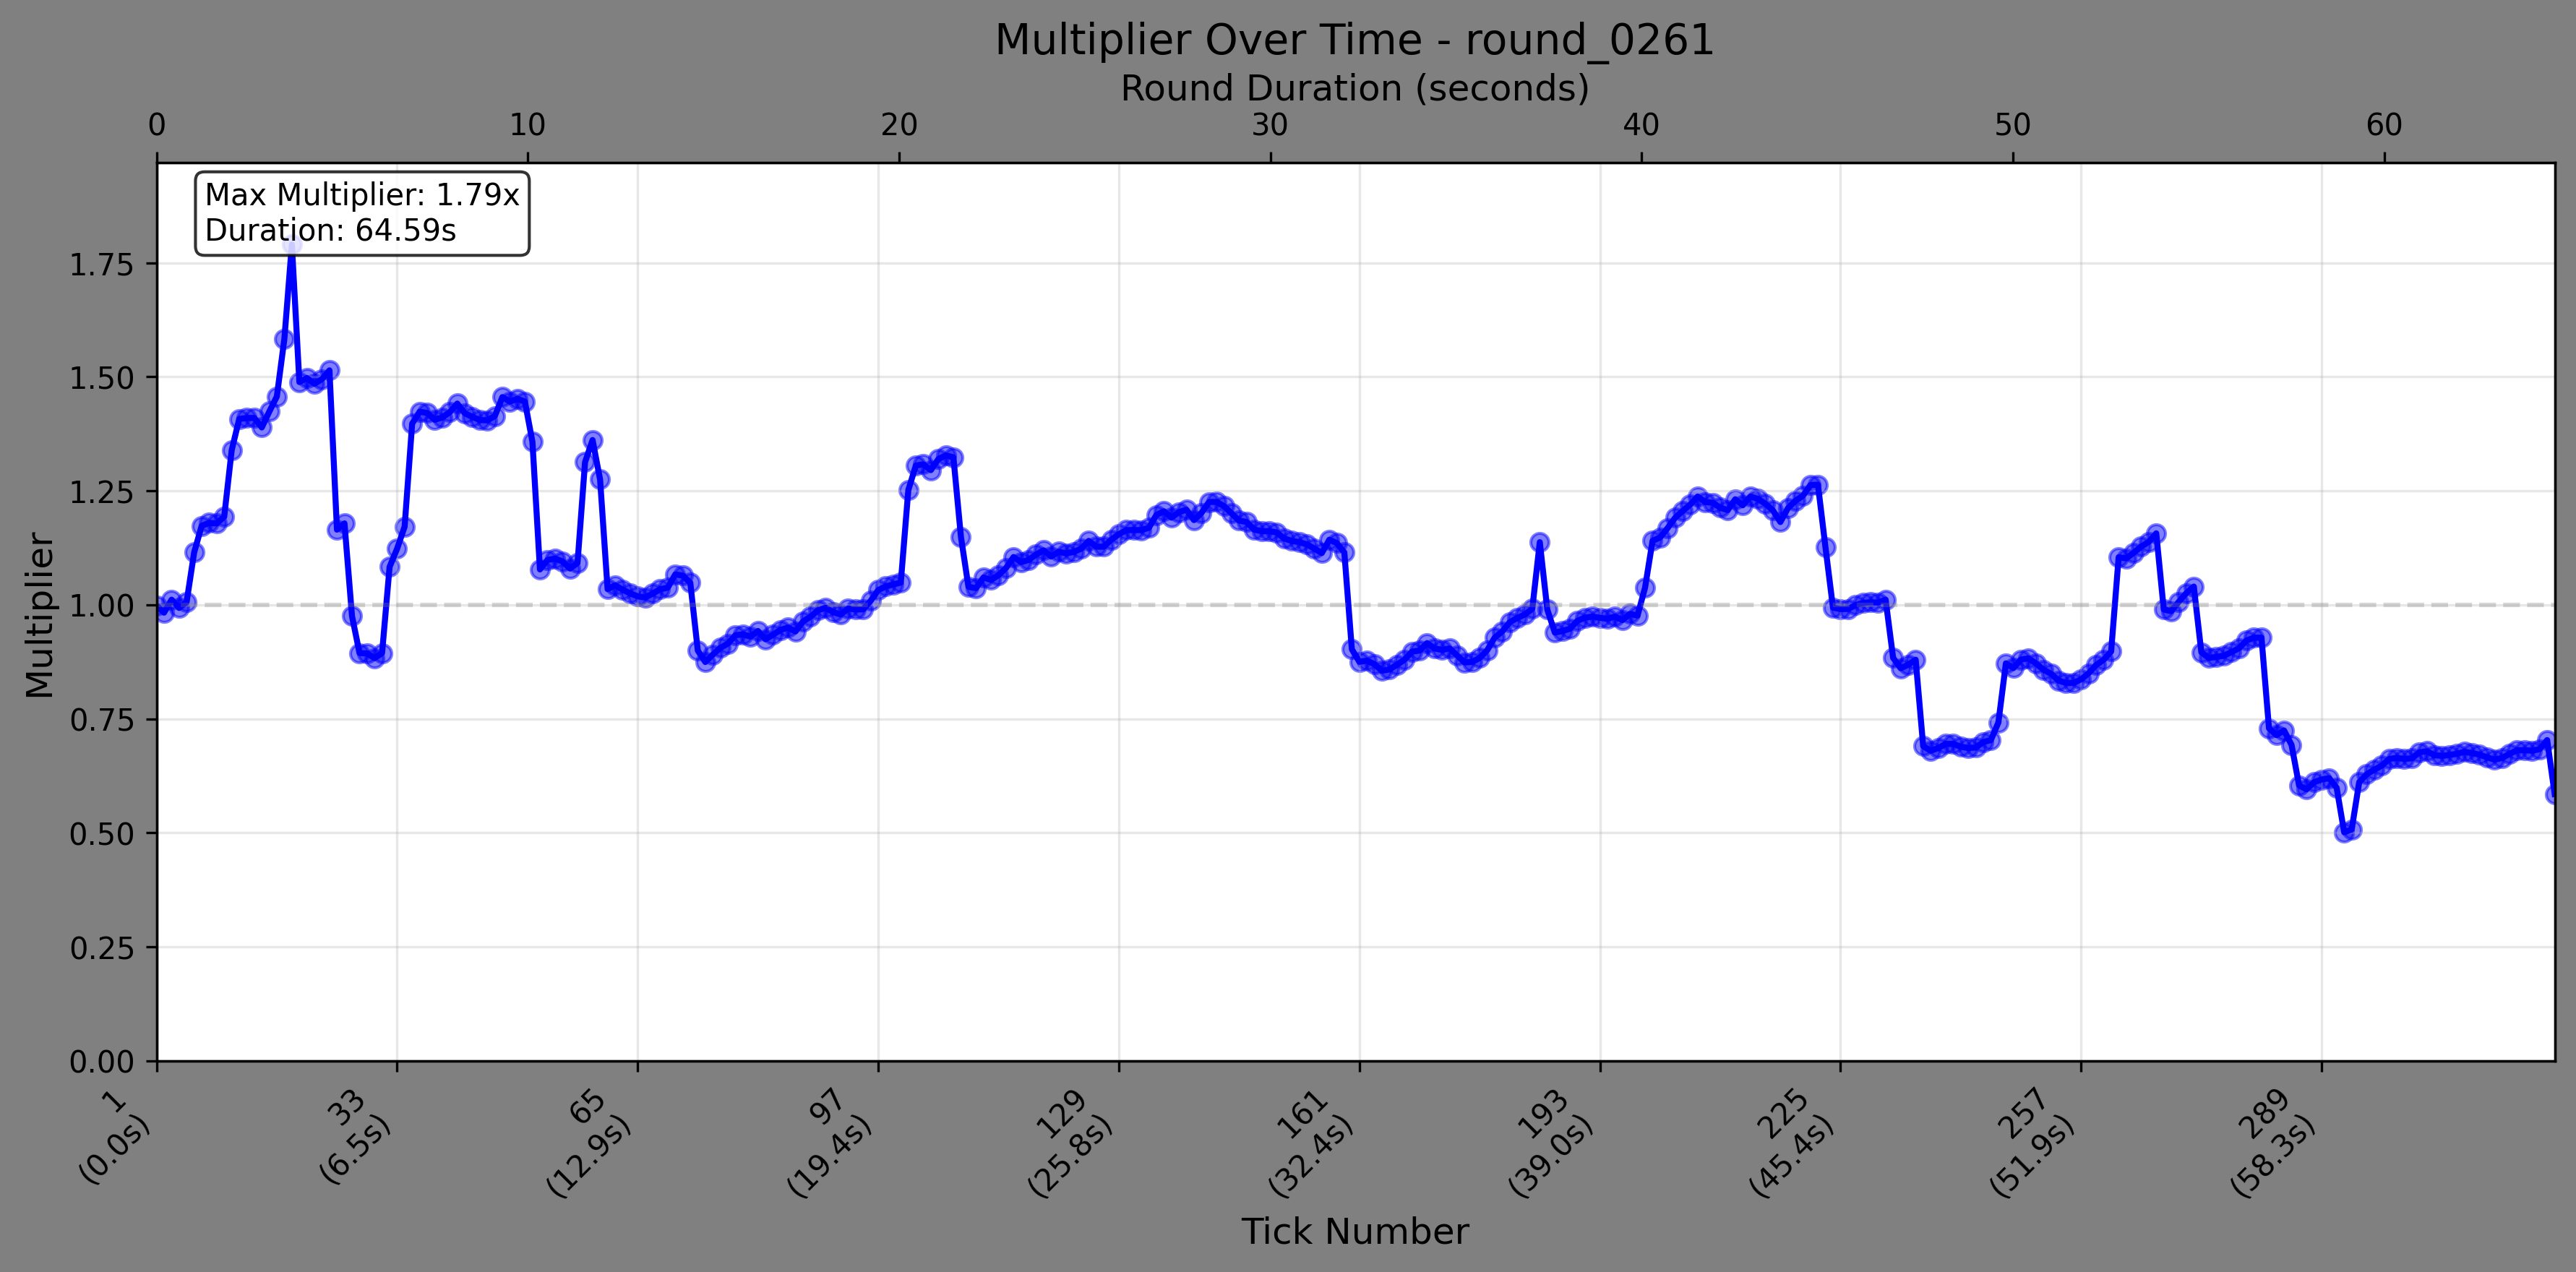 Multiplier Over Time - round_0261
Round Duration (seconds)
0 10 20 30 40 50 60
Max Multiplier: 1.79x
Duration: 64.59s
Multiplier
1.75
1.50
1.25
1.00
0.75
0.50
0.25
0.00
1
(0.0s)
33
(6.5s)
65
(12.9s)
97
(19.4s)
129
(25.8s)
161
(32.4s)
193
(39.0s)
225
(45.4s)
257
(51.9s)
289
(58.3s)
Tick Number